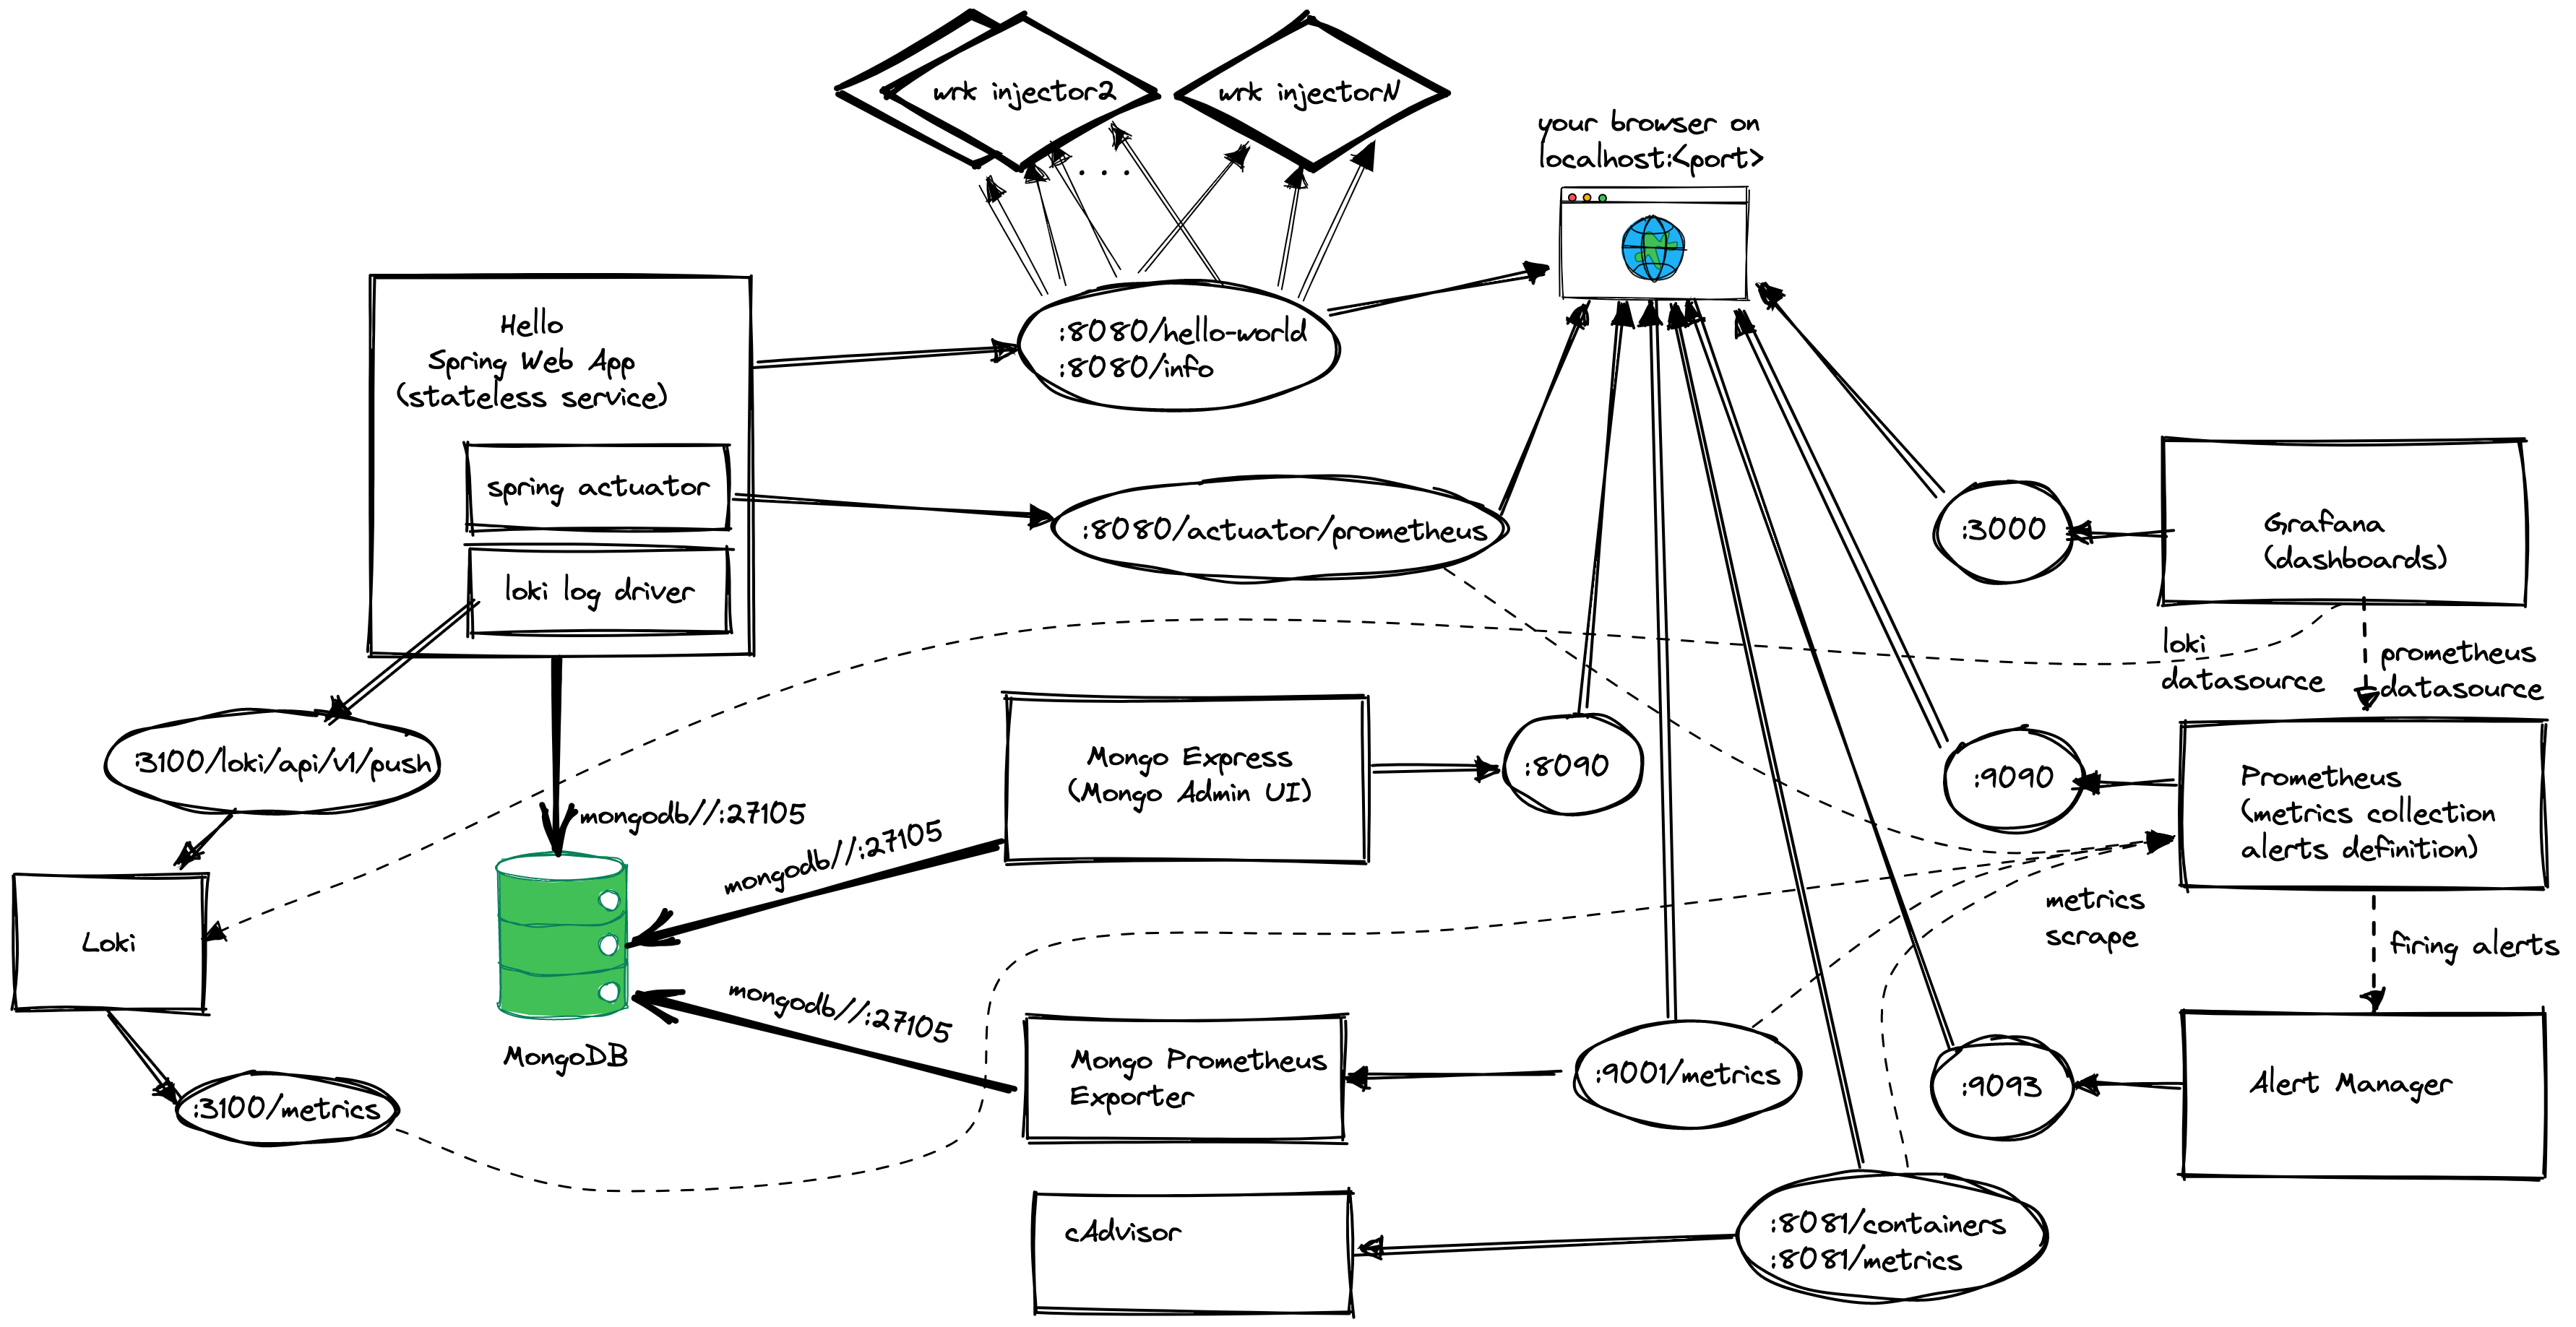 wrk injector2
wrk injectorN
. . .
your browser on
localhost:<port>
Hello
Spring Web App
(stateless service)
spring actuator
loki log driver
:8080/hello-world
:8080/info
:8080/actuator/prometheus
:3000
Grafana
(dashboards)
loki
datasource
prometheus
datasource
:3100/loki/api/v1/push
mongodb//:27105
mongodb//:27105
mongodb//:27105
Mongo Express
(Mongo Admin UI)
:8090
:9090
Prometheus
(metrics collection
alerts definition)
metrics
scrape
firing alerts
Loki
MongoDB
:3100/metrics
Mongo Prometheus
Exporter
:9001/metrics
:9093
Alert Manager
cAdvisor
:8081/containers
:8081/metrics